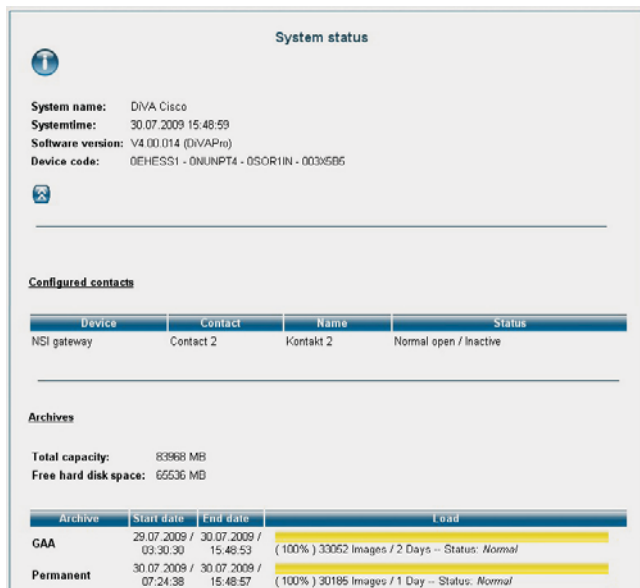 System status
System name: DiVA Cisco
Systemtime: 30.07.2009 15:48:59
Software version: V4.00.014 (DiVAPro)
Device code: 0EHESS1 - 0NUNPT4 - 0SOR1IN - 003X5B5
Configured contacts
Device Contact Name Status
NSI gateway Contact 2 Kontakt 2 Normal open / Inactive
Archives
Total capacity: 83968 MB
Free hard disk space: 65536 MB
Archive Start date End date Load
GAA 29.07.2009 / 03:30:30 30.07.2009 / 15:48:53 ( 100% ) 33052 Images / 2 Days -- Status: Normal
Permanent 30.07.2009 / 07:24:38 30.07.2009 / 15:48:57 ( 100% ) 30185 Images / 1 Day -- Status: Normal